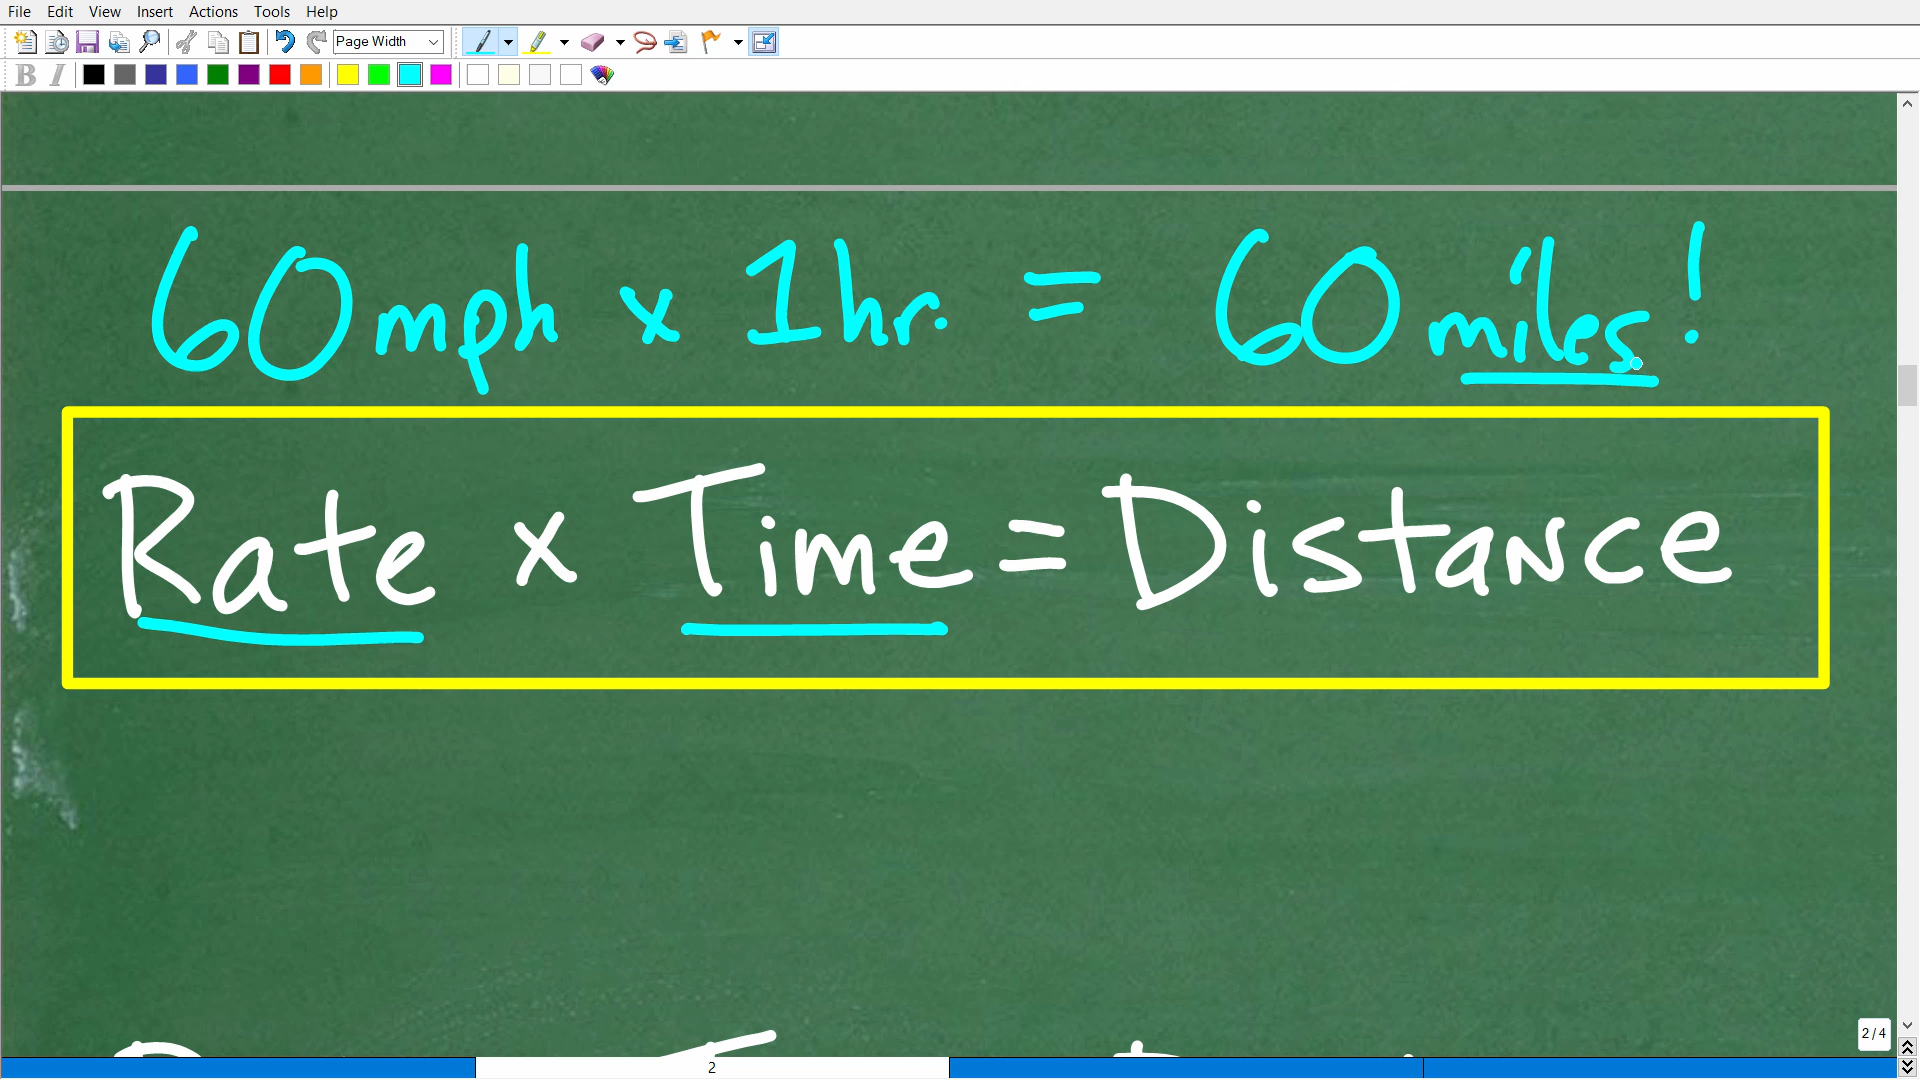 File Edit View Insert Actions Tools Help
Page Width
B I
60 mph x 1 hr. = 60 miles!
Rate x Time = Distance
2/4
2